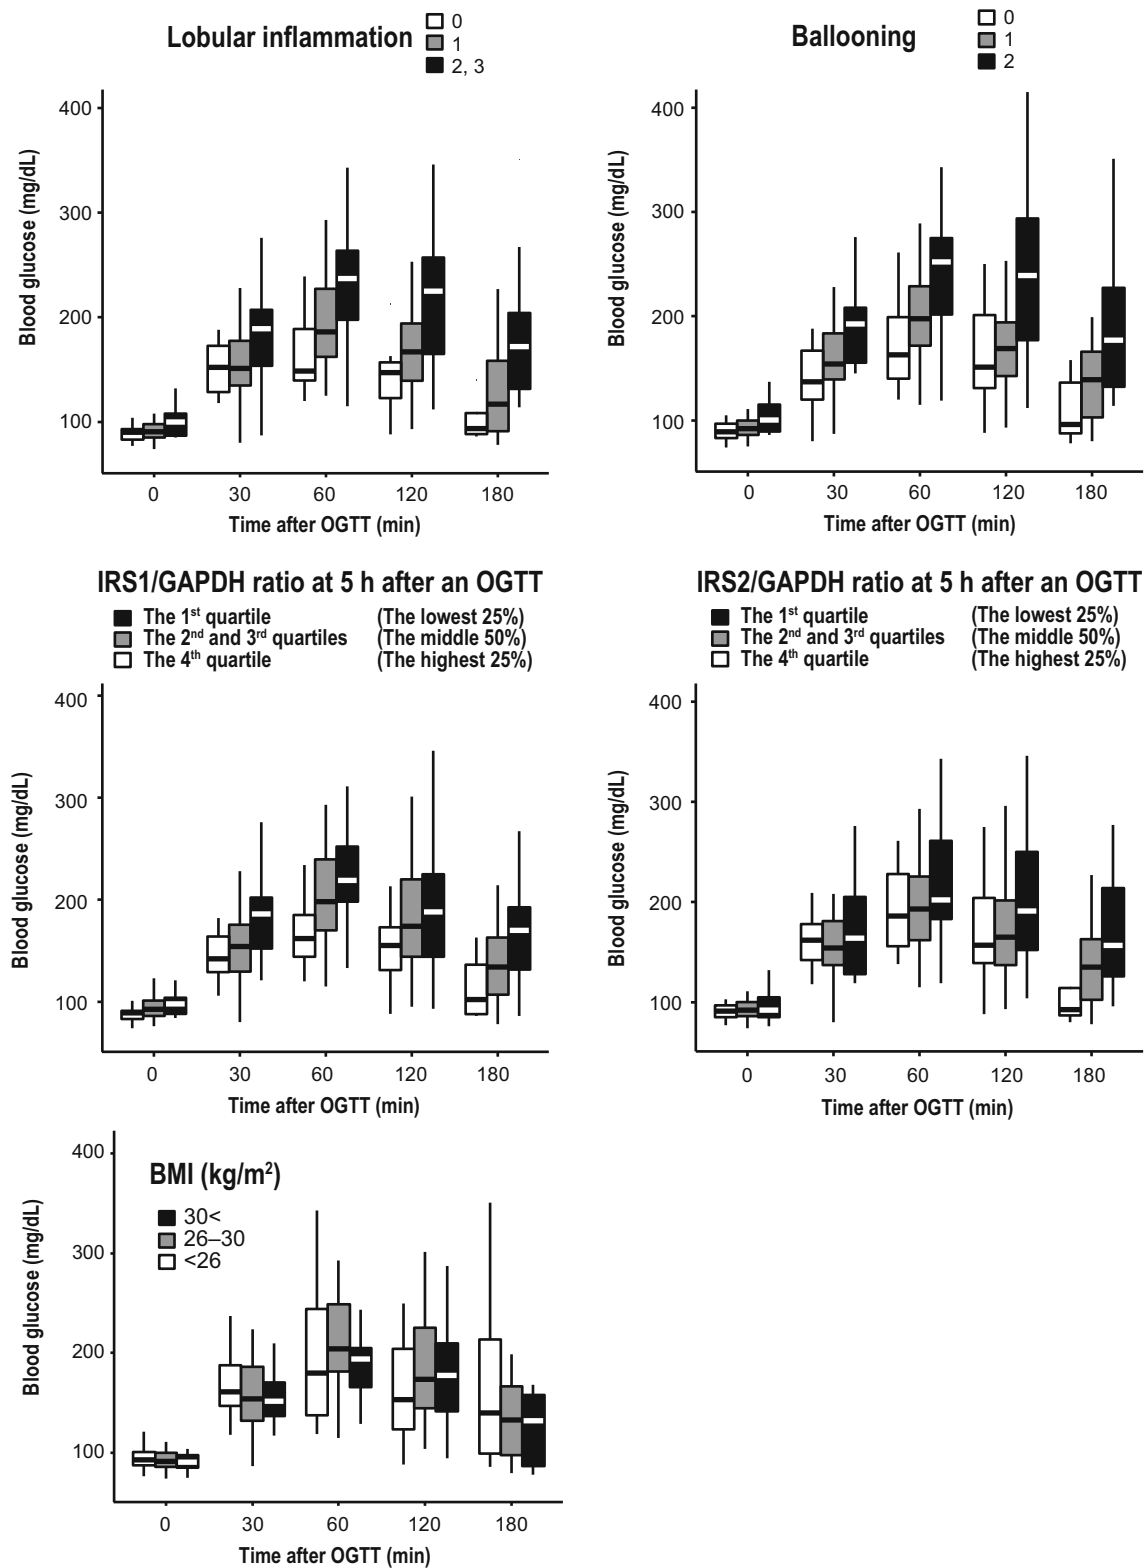 Lobular inflammation
0
1
2, 3
Blood glucose (mg/dL)
400
300
200
100
0 30 60 120 180
Time after OGTT (min)
Ballooning
0
1
2
Blood glucose (mg/dL)
400
300
200
100
0 30 60 120 180
Time after OGTT (min)
IRS1/GAPDH ratio at 5 h after an OGTT
The 1st quartile (The lowest 25%)
The 2nd and 3rd quartiles (The middle 50%)
The 4th quartile (The highest 25%)
Blood glucose (mg/dL)
400
300
200
100
0 30 60 120 180
Time after OGTT (min)
IRS2/GAPDH ratio at 5 h after an OGTT
The 1st quartile (The lowest 25%)
The 2nd and 3rd quartiles (The middle 50%)
The 4th quartile (The highest 25%)
Blood glucose (mg/dL)
400
300
200
100
0 30 60 120 180
Time after OGTT (min)
BMI (kg/m²)
30<
26–30
<26
Blood glucose (mg/dL)
400
300
200
100
0 30 60 120 180
Time after OGTT (min)